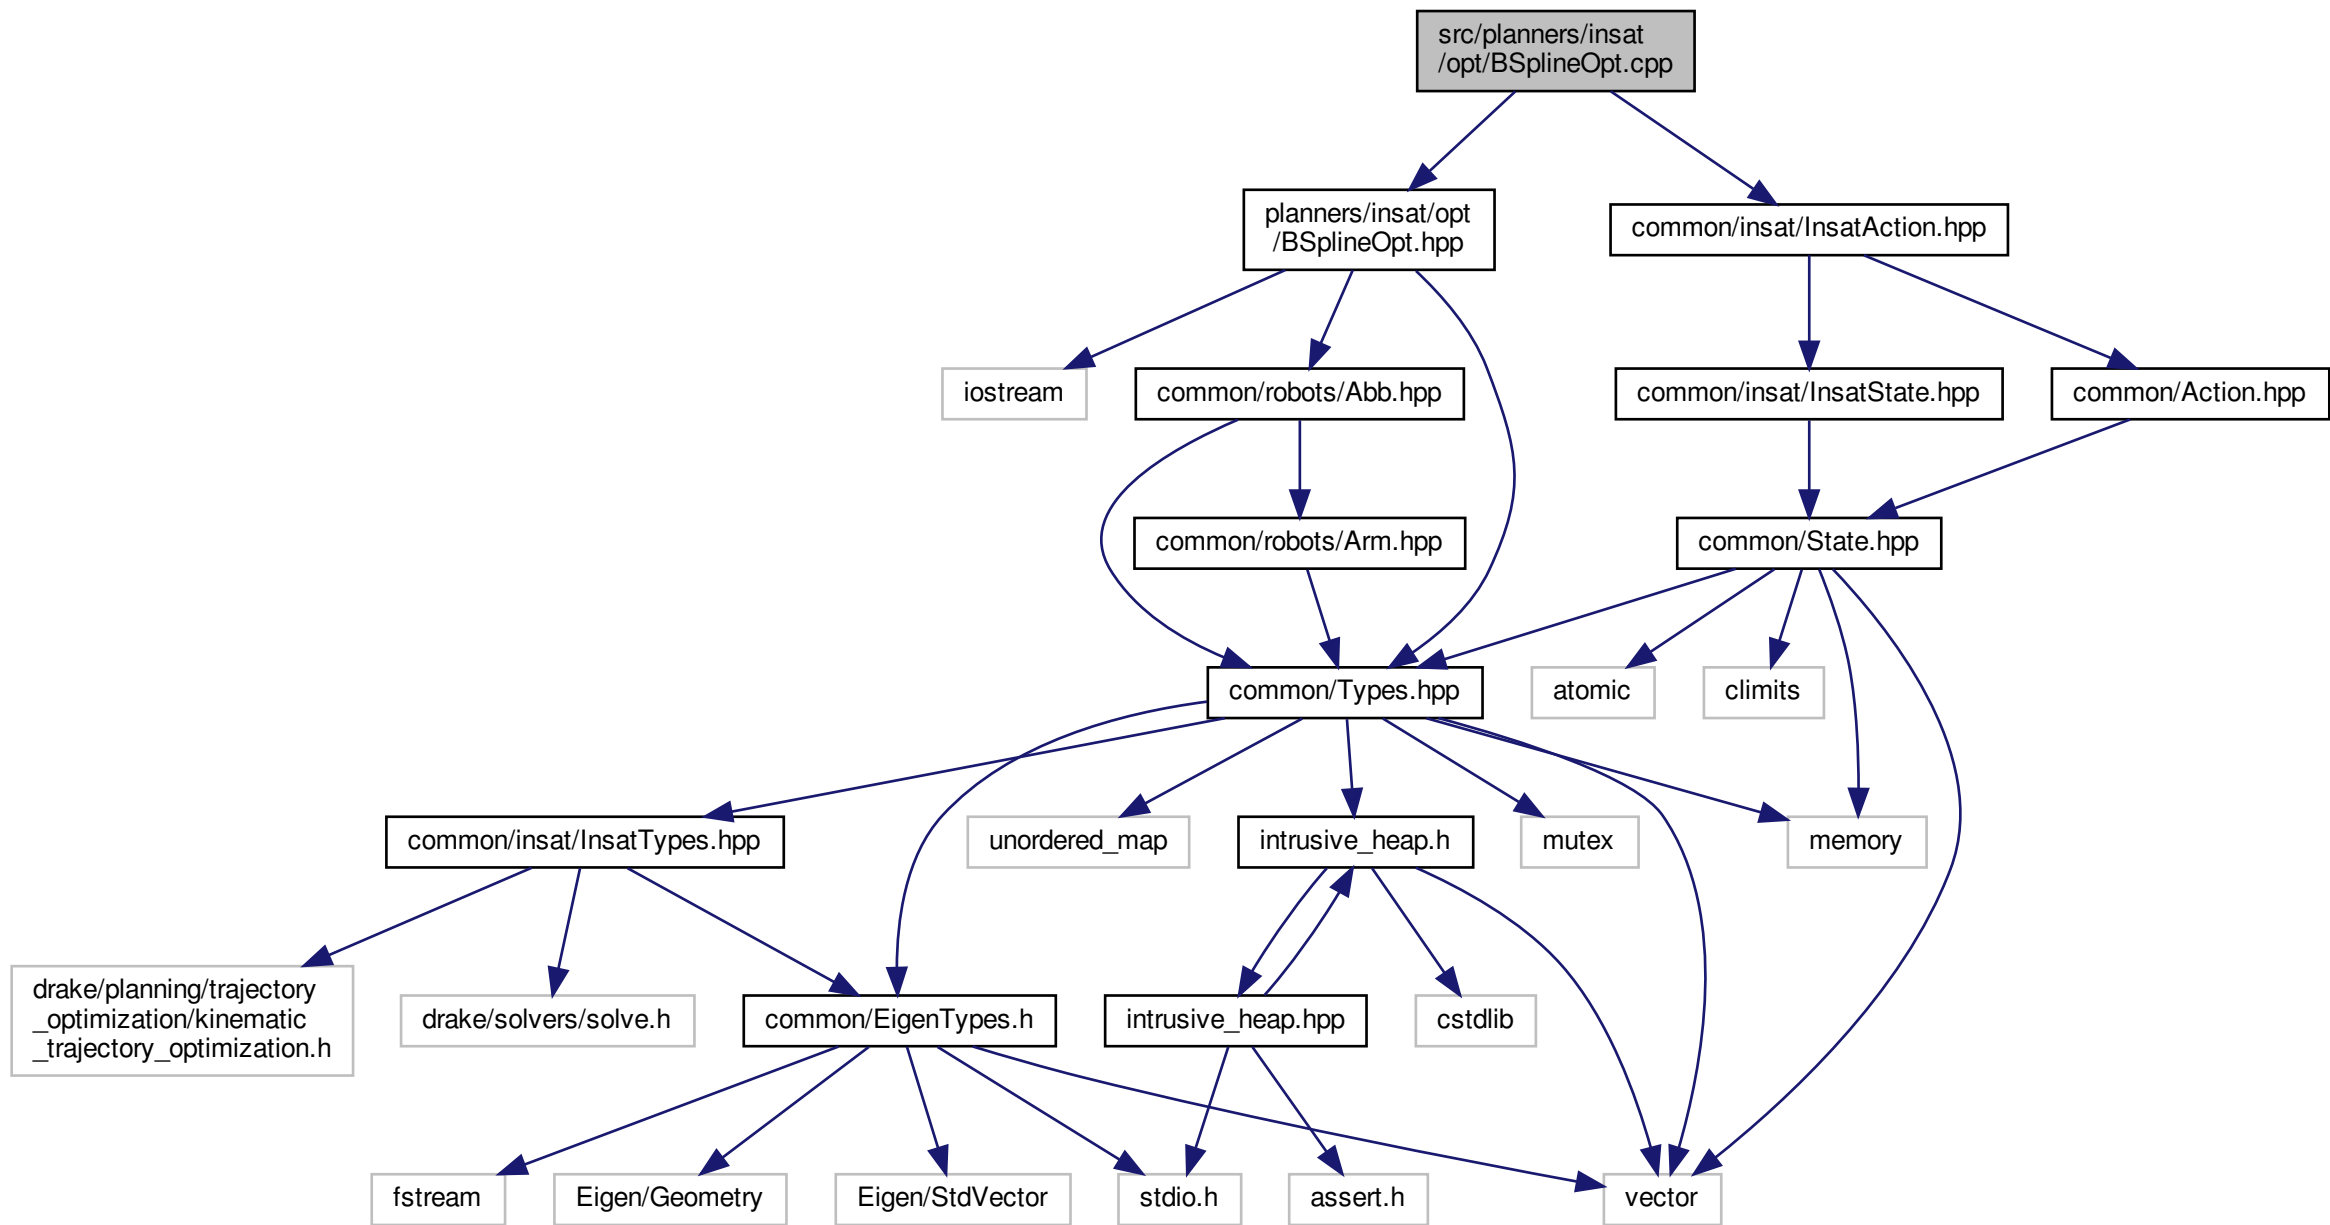 src/planners/insat
/opt/BSplineOpt.cpp
planners/insat/opt
/BSplineOpt.hpp
common/insat/InsatAction.hpp
iostream
common/robots/Abb.hpp
common/insat/InsatState.hpp
common/Action.hpp
common/robots/Arm.hpp
common/State.hpp
common/Types.hpp
atomic
climits
common/insat/InsatTypes.hpp
unordered_map
intrusive_heap.h
mutex
memory
drake/planning/trajectory
_optimization/kinematic
_trajectory_optimization.h
drake/solvers/solve.h
common/EigenTypes.h
intrusive_heap.hpp
cstdlib
fstream
Eigen/Geometry
Eigen/StdVector
stdio.h
assert.h
vector